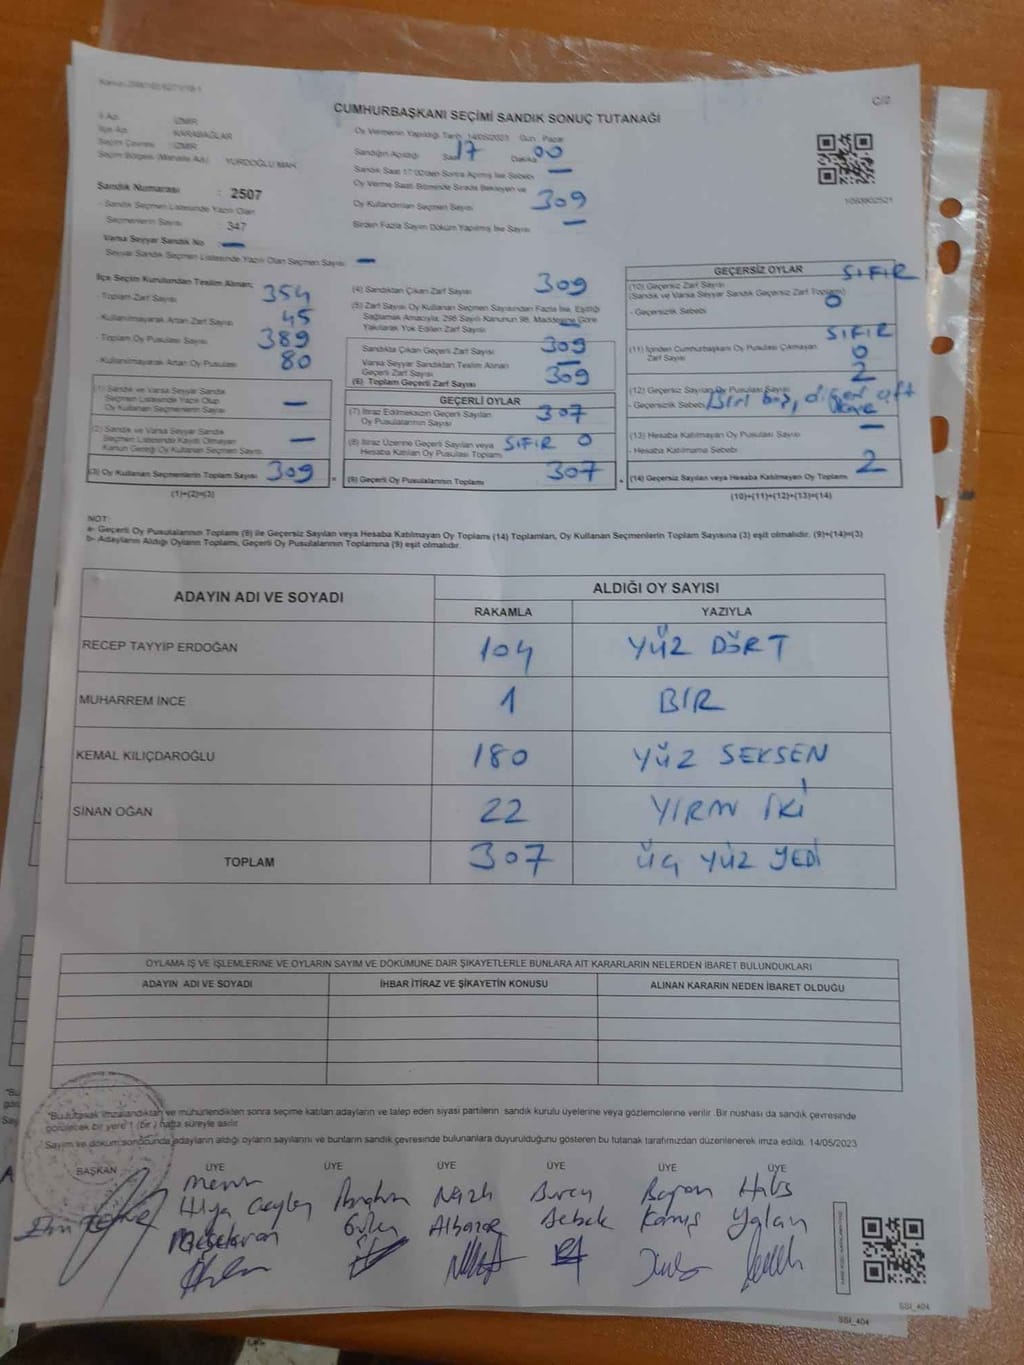 C/2
CUMHURBAŞKANI SEÇİMİ SANDIK SONUÇ TUTANAĞI
İl Adı : İZMİR
İlçe Adı : KARABAĞLAR
Seçim Çevresi : İZMİR
Seçim Bölgesi (Mahalle Adı) : YURDOĞLU MAH
Sandık Numarası : 2507
- Sandık Seçmen Listesinde Yazılı Olan
Seçmenlerin Sayısı : 347
Varsa Seyyar Sandık No : —
Seyyar Sandık Seçmen Listesinde Yazılı Olan Seçmen Sayısı : —
Oy Vermenin Yapıldığı Tarih 14/05/2023 Gün : Pazar
Sandığın Açıldığı Saat 17 Dakika 00
Sandık Saat 17:00'den Sonra Açılmış İse Sebebi —
Oy Verme Saati Bitiminde Sırada Bekleyen ve
Oy Kullandırılan Seçmen Sayısı 309
Birden Fazla Sayım Döküm Yapılmış İse Sayısı —
İlçe Seçim Kurulundan Teslim Alınan;
- Toplam Zarf Sayısı 354
- Kullanılmayarak Artan Zarf Sayısı 45
- Toplam Oy Pusulası Sayısı 389
- Kullanılmayarak Artan Oy Pusulası 80
(1) Sandık ve Varsa Seyyar Sandık
Seçmen Listesinde Yazılı Olup
Oy Kullanan Seçmenlerin Sayısı —
(2) Sandık ve Varsa Seyyar Sandık
Seçmen Listesinde Kayıtlı Olmayan
Kanun Gereği Oy Kullanan Seçmen Sayısı —
(3) Oy Kullanan Seçmenlerin Toplam Sayısı 309
(1)+(2)=(3)
(4) Sandıktan Çıkan Zarf Sayısı 309
(5) Zarf Sayısı Oy Kullanan Seçmen Sayısından Fazla İse, Eşitliği
Sağlamak Amacıyla, 298 Sayılı Kanunun 98. Maddesine Göre
Yakılarak Yok Edilen Zarf Sayısı —
Sandıkta Çıkan Geçerli Zarf Sayısı 309
Varsa Seyyar Sandıktan Teslim Alınan
Geçerli Zarf Sayısı —
(6) Toplam Geçerli Zarf Sayısı 309
GEÇERLİ OYLAR
(7) İtiraz Edilmeksizin Geçerli Sayılan
Oy Pusulalarının Sayısı 307
(8) İtiraz Üzerine Geçerli Sayılan veya
Hesaba Katılan Oy Pusulası Toplamı SIFIR 0
(9) Geçerli Oy Pusulalarının Toplamı 307
GEÇERSİZ OYLAR
(10) Geçersiz Zarf Sayısı SIFIR
(Sandık ve Varsa Seyyar Sandık Geçersiz Zarf Toplamı) 0
- Geçersizlik Sebebi
(11) İçinden Cumhurbaşkanı Oy Pusulası Çıkmayan SIFIR
Zarf Sayısı 0
(12) Geçersiz Sayılan Oy Pusulası Sayısı 2
- Geçersizlik Sebebi Biri boş, diğeri
(13) Hesaba Katılmayan Oy Pusulası Sayısı —
- Hesaba Katılmama Sebebi
(14) Geçersiz Sayılan veya Hesaba Katılmayan Oy Toplamı 2
(10)+(11)+(12)+(13)=(14)
NOT:
a- Geçerli Oy Pusulalarının Toplamı (9) ile Geçersiz Sayılan veya Hesaba Katılmayan Oy Toplamı (14) Toplamları, Oy Kullanan Seçmenlerin Toplam Sayısına (3) eşit olmalıdır. (9)+(14)=(3)
b- Adayların Aldığı Oyların Toplamı, Geçerli Oy Pusulalarının Toplamına (9) eşit olmalıdır.
ADAYIN ADI VE SOYADI ALDIĞI OY SAYISI
RAKAMLA YAZIYLA
RECEP TAYYİP ERDOĞAN 104 YÜZ DÖRT
MUHARREM İNCE 1 BİR
KEMAL KILIÇDAROĞLU 180 YÜZ SEKSEN
SİNAN OĞAN 22 YİRMİ İKİ
TOPLAM 307 ÜÇ YÜZ YEDİ
OYLAMA İŞ VE İŞLEMLERİNE VE OYLARIN SAYIM VE DÖKÜMÜNE DAİR ŞİKAYETLERLE BUNLARA AİT KARARLARIN NELERDEN İBARET BULUNDUKLARI
ADAYIN ADI VE SOYADI İHBAR İTİRAZ VE ŞİKAYETİN KONUSU ALINAN KARARIN NEDEN İBARET OLDUĞU
*Bu tutanak imzalandıktan ve mühürlendikten sonra seçime katılan adayların ve talep eden siyasi partilerin sandık kurulu üyelerine veya gözlemcilerine verilir. Bir nüshası da sandık çevresinde
görülecek bir yere 1 (bir) hafta süreyle asılır.
Sayım ve döküm sonucunda adayların aldığı oyların sayılarını ve bunların sandık çevresinde bulunanlara duyurulduğunu gösteren bu tutanak tarafımızdan düzenlenerek imza edildi. 14/05/2023
BAŞKAN ÜYE ÜYE ÜYE ÜYE ÜYE ÜYE
Hülya Ceylan İbrahim Nazlı Burcu Bayram Halis
Güleç Albazar Bebek Kamış Yalan
SSI_404
SSI_404